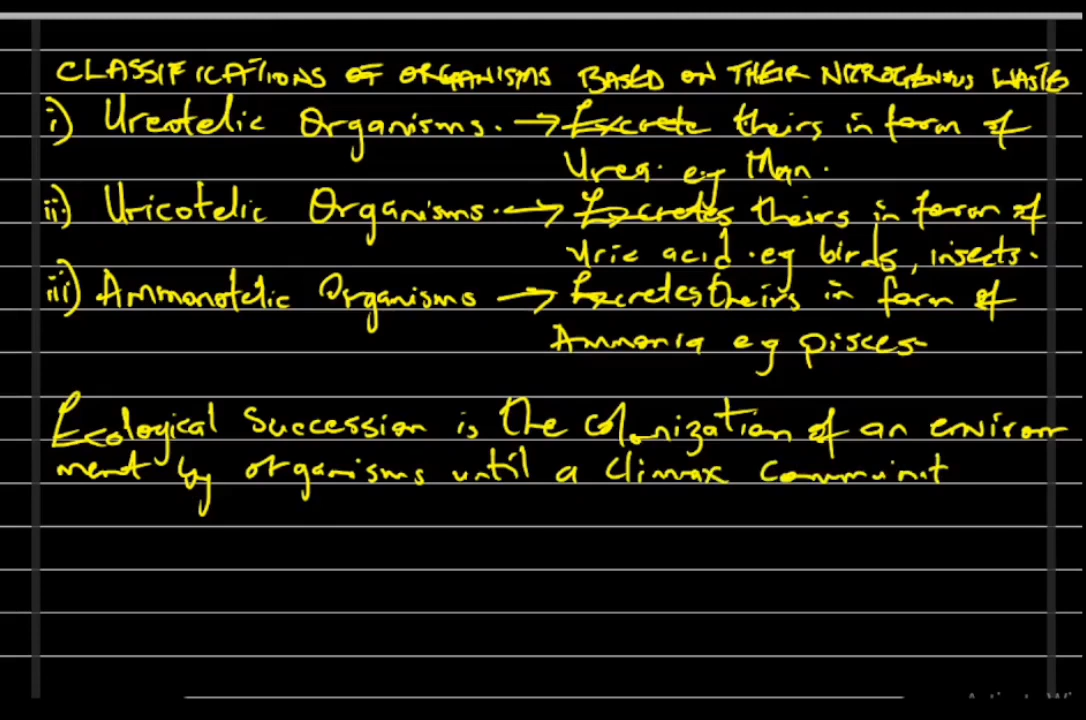 CLASSIFICATIONS OF ORGANISMS BASED ON THEIR NITROGENOUS WASTE
i) Ureotelic Organisms. → Excrete theirs in form of
Urea. eg Man.
ii) Uricotelic Organisms. → Excretes theirs in form of
Uric acid. eg birds, insects.
iii) Ammonotelic Organisms → Excretes theirs in form of
Ammonia eg pisces
Ecological Succession is the colonization of an environ
ment by organisms until a climax communit